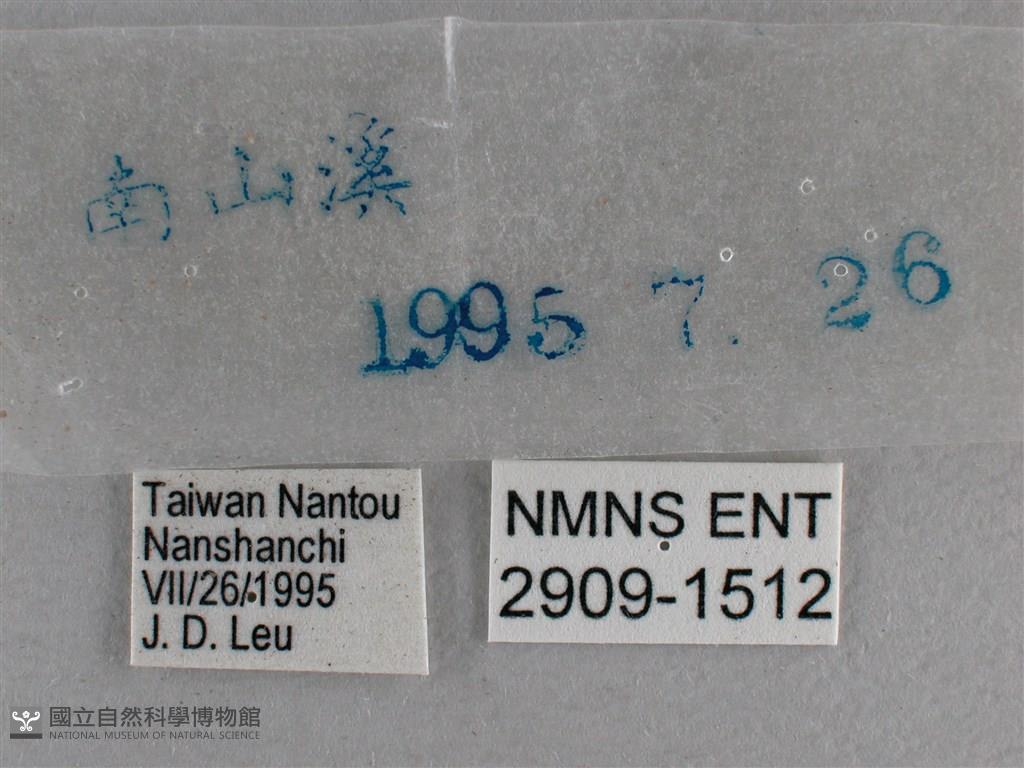 南山溪
1995 7. 26
Taiwan Nantou
Nanshanchi
VII/26/1995
J. D. Leu
NMNS ENT
2909-1512
國立自然科學博物館
NATIONAL MUSEUM OF NATURAL SCIENCE